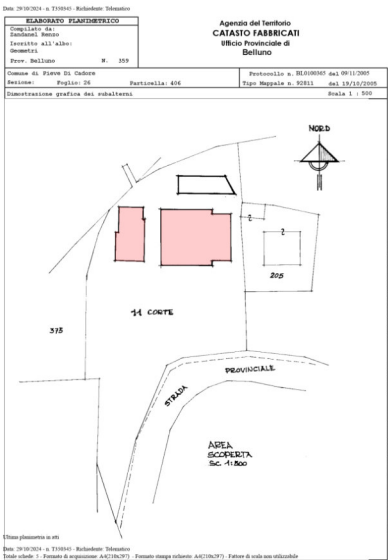 Data: 29/10/2024 - n. T350345 - Richiedente: Telematico
ELABORATO PLANIMETRICO
Compilato da:
Zandanel Renzo
Iscritto all'albo:
Geometri
Prov. Belluno N. 359
Agenzia del Territorio
CATASTO FABBRICATI
Ufficio Provinciale di
Belluno
Comune di Pieve Di Cadore
Protocollo n. BL0100365 del 09/11/2005
Sezione: Foglio: 26 Particella: 406
Tipo Mappale n. 92811 del 19/10/2005
Dimostrazione grafica dei subalterni
Scala 1 : 500
NORD
2
2
205
11 CORTE
375
STRADA PROVINCIALE
AREA
SCOPERTA
SC. 1:500
Ultima planimetria in atti
Data: 29/10/2024 - n. T350345 - Richiedente: Telematico
Totale schede: 3 - Formato di acquisizione: A4(210x297) - Formato stampa richiesto: A4(210x297) - Fattore di scala non utilizzabile